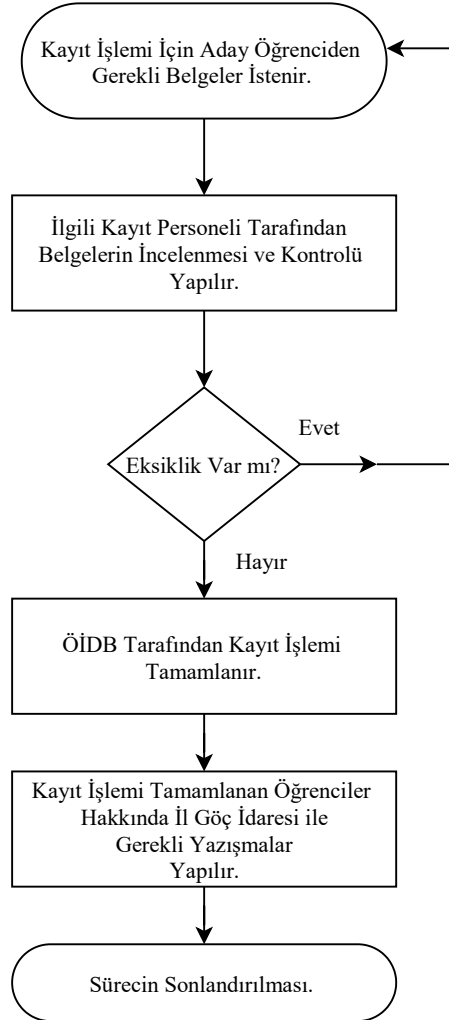 Kayıt İşlemi İçin Aday Öğrenciden
Gerekli Belgeler İstenir.
İlgili Kayıt Personeli Tarafından
Belgelerin İncelenmesi ve Kontrolü
Yapılır.
Evet
Eksiklik Var mı?
Hayır
ÖİDB Tarafından Kayıt İşlemi
Tamamlanır.
Kayıt İşlemi Tamamlanan Öğrenciler
Hakkında İl Göç İdaresi ile
Gerekli Yazışmalar
Yapılır.
Sürecin Sonlandırılması.